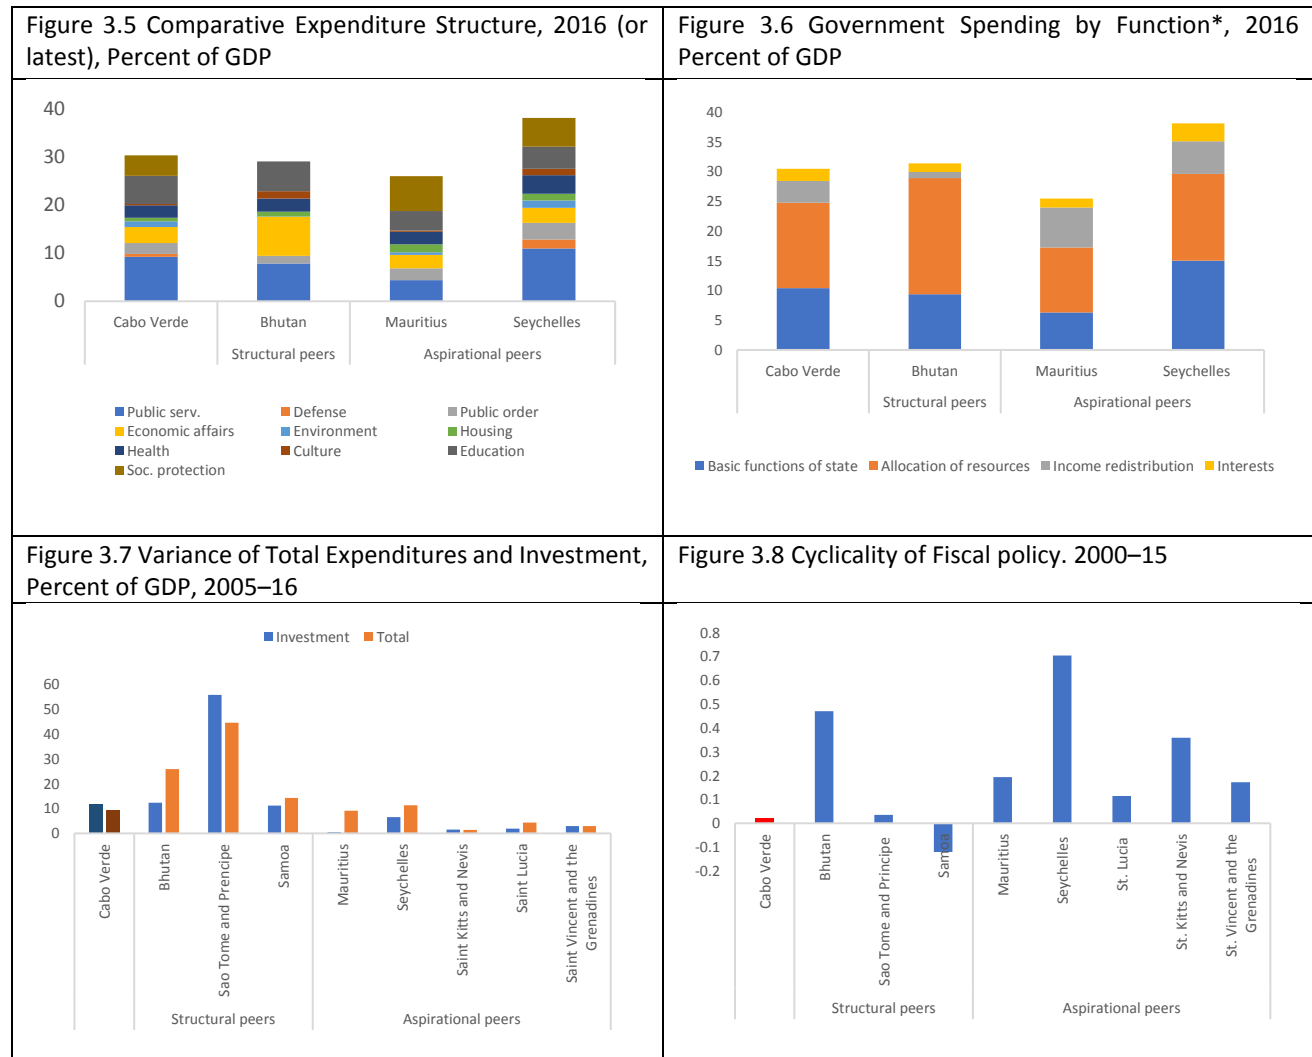 Figure 3.5 Comparative Expenditure Structure, 2016 (or
latest), Percent of GDP
40
30
20
10
0
Cabo Verde
Bhutan
Mauritius
Seychelles
Structural peers
Aspirational peers
Public serv.
Defense
Public order
Economic affairs
Environment
Housing
Health
Culture
Education
Soc. protection
Figure 3.6 Government Spending by Function*, 2016
Percent of GDP
40
35
30
25
20
15
10
5
0
Cabo Verde
Bhutan
Mauritius
Seychelles
Structural peers
Aspirational peers
Basic functions of state
Allocation of resources
Income redistribution
Interests
Figure 3.7 Variance of Total Expenditures and Investment,
Percent of GDP, 2005–16
Investment
Total
60
50
40
30
20
10
0
Cabo Verde
Bhutan
Sao Tome and Prencipe
Samoa
Mauritius
Seychelles
Saint Kitts and Nevis
Saint Lucia
Saint Vincent and the
Grenadines
Structural peers
Aspirational peers
Figure 3.8 Cyclicality of Fiscal policy. 2000–15
0.8
0.7
0.6
0.5
0.4
0.3
0.2
0.1
0
-0.1
-0.2
Cabo Verde
Bhutan
Sao Tome and Principe
Samoa
Mauritius
Seychelles
St. Lucia
St. Kitts and Nevis
St. Vincent and the
Grenadines
Structural peers
Aspirational peers